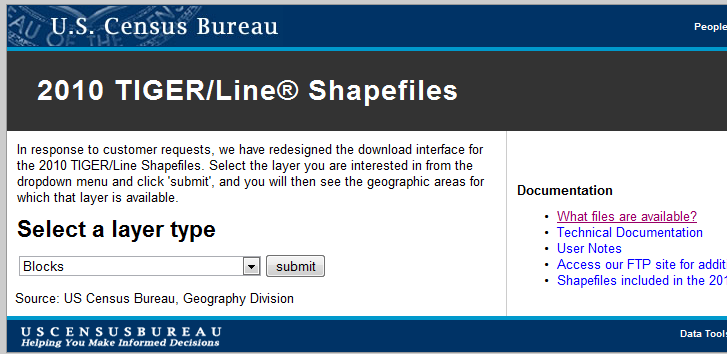 U.S. Census Bureau
People
2010 TIGER/Line® Shapefiles
In response to customer requests, we have redesigned the download interface for
the 2010 TIGER/Line Shapefiles. Select the layer you are interested in from the
dropdown menu and click 'submit', and you will then see the geographic areas for
which that layer is available.
Select a layer type
Blocks submit
Source: US Census Bureau, Geography Division
Documentation
• What files are available?
• Technical Documentation
• User Notes
• Access our FTP site for addit
• Shapefiles included in the 201
USCENSUSBUREAU
Helping You Make Informed Decisions
Data Tools